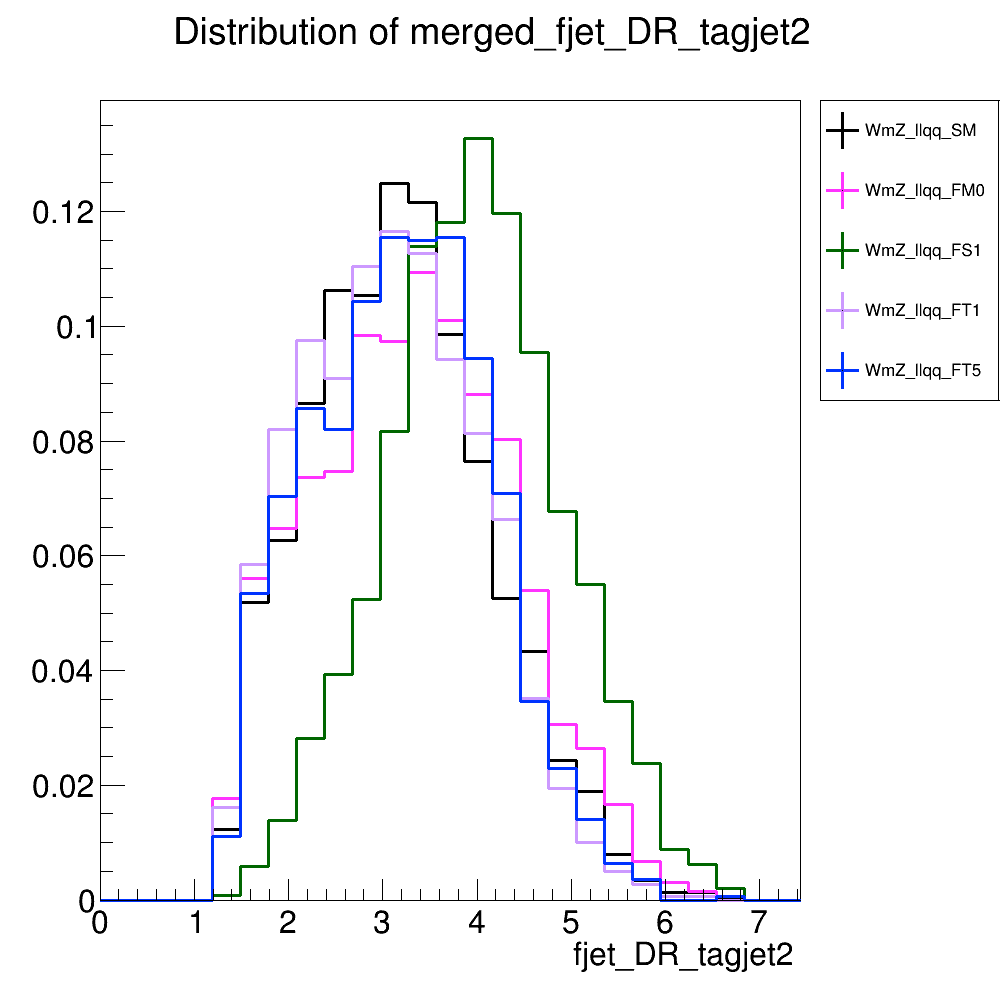 Distribution of merged_fjet_DR_tagjet2
WmZ_llqq_SM
WmZ_llqq_FM0
WmZ_llqq_FS1
WmZ_llqq_FT1
WmZ_llqq_FT5
0.12
0.1
0.08
0.06
0.04
0.02
0
0 1 2 3 4 5 6 7
fjet_DR_tagjet2